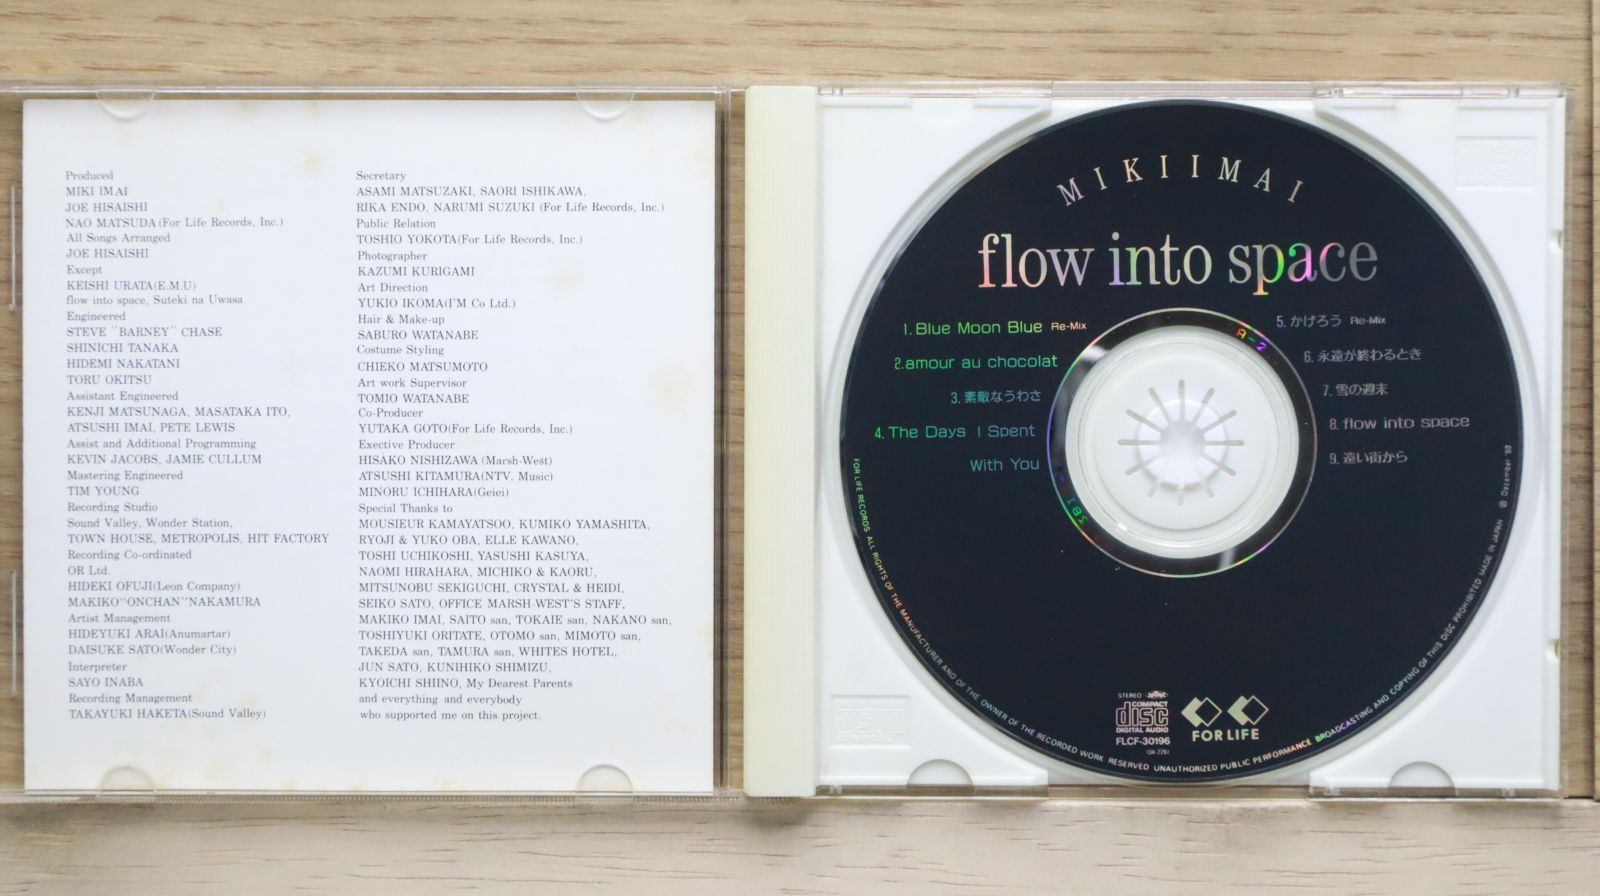 Produced
MIKI IMAI
JOE HISAISHI
NAO MATSUDA (For Life Records, Inc.)
All Songs Arranged
JOE HISAISHI
Except
KEISHI URATA(E.M.U)
flow into space, Suteki na Uwasa
Engineered
STEVE "BARNEY" CHASE
SHINICHI TANAKA
HIDEMI NAKATANI
TORU OKITSU
Assistant Engineered
KENJI MATSUNAGA, MASATAKA ITO,
ATSUSHI IMAI, PETE LEWIS
Assist and Additional Programming
KEVIN JACOBS, JAMIE CULLUM
Mastering Engineered
TIM YOUNG
Recording Studio
Sound Valley, Wonder Station,
TOWN HOUSE, METROPOLIS, HIT FACTORY
Recording Co-ordinated
OR Ltd.
HIDEKI OFUJI(Leon Company)
MAKIKO"ONCHAN"NAKAMURA
Artist Management
HIDEYUKI ARAI(Anumartar)
DAISUKE SATO(Wonder City)
Interpreter
SAYO INABA
Recording Management
TAKAYUKI HAKETA(Sound Valley)
Secretary
ASAMI MATSUZAKI, SAORI ISHIKAWA,
RIKA ENDO, NARUMI SUZUKI (For Life Records, Inc.)
Public Relation
TOSHIO YOKOTA(For Life Records, Inc.)
Photographer
KAZUMI KURIGAMI
Art Direction
YUKIO IKOMA(I'M Co Ltd.)
Hair & Make-up
SABURO WATANABE
Costume Styling
CHIEKO MATSUMOTO
Art work Supervisor
TOMIO WATANABE
Co-Producer
YUTAKA GOTO(For Life Records, Inc.)
Exective Producer
HISAKO NISHIZAWA (Marsh-West)
ATSUSHI KITAMURA(NTV. Music)
MINORU ICHIHARA(Geiei)
Special Thanks to
MOUSIEUR KAMAYATSOO, KUMIKO YAMASHITA,
RYOJI & YUKO OBA, ELLE KAWANO,
TOSHI UCHIKOSHI, YASUSHI KASUYA,
NAOMI HIRAHARA, MICHIKO & KAORU,
MITSUNOBU SEKIGUCHI, CRYSTAL & HEIDI,
SEIKO SATO, OFFICE MARSH-WEST'S STAFF,
MAKIKO IMAI, SAITO san, TOKAIE san, NAKANO san,
TOSHIYUKI ORITATE, OTOMO san, MIMOTO san,
TAKEDA san, TAMURA san, WHITES HOTEL,
JUN SATO, KUNIHIKO SHIMIZU,
KYOICHI SHIINO, My Dearest Parents
and everything and everybody
who supported me on this project.
MIKI IMAI
flow into space
1. Blue Moon Blue Re-Mix
2. amour au chocolat
3. 素敵なうわさ
4. The Days I Spent
With You
5. かげろう Re-Mix
6. 永遠が終わるとき
7. 雪の週末
8. flow into space
9.遠い街から
A-2
STEREO
COMPACT
disc
DIGITAL AUDIO
FLCF-30196
FOR LIFE
FOR LIFE RECORDS ALL RIGHTS OF THE MANUFACTURER AND OF THE OWNER OF THE RECORDED WORK RESERVED UNAUTHORIZED PUBLIC PERFORMANCE BROADCASTING AND COPYING OF THIS DISC PROHIBITED MADE IN JAPAN